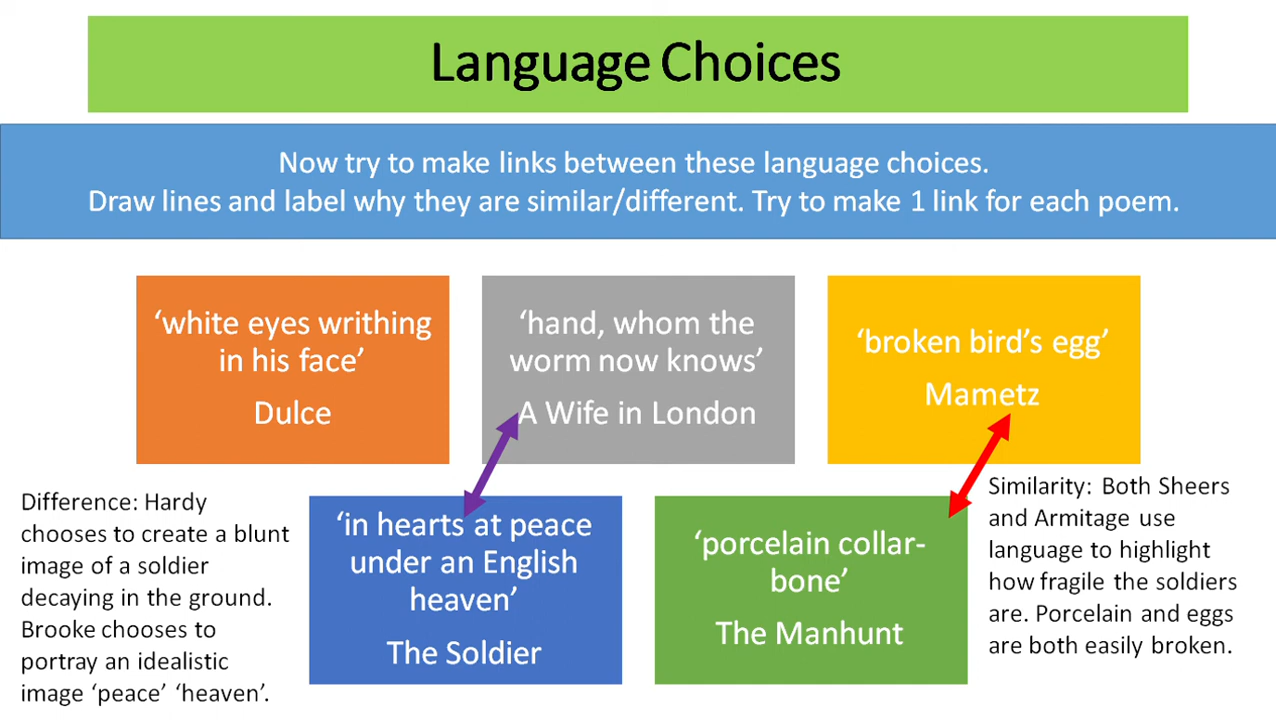 Language Choices
Now try to make links between these language choices.
Draw lines and label why they are similar/different. Try to make 1 link for each poem.
‘white eyes writhing
in his face’
Dulce
‘hand, whom the
worm now knows’
A Wife in London
‘broken bird’s egg’
Mametz
Difference: Hardy
chooses to create a blunt
image of a soldier
decaying in the ground.
Brooke chooses to
portray an idealistic
image ‘peace’ ‘heaven’.
‘in hearts at peace
under an English
heaven’
The Soldier
‘porcelain collar-
bone’
The Manhunt
Similarity: Both Sheers
and Armitage use
language to highlight
how fragile the soldiers
are. Porcelain and eggs
are both easily broken.